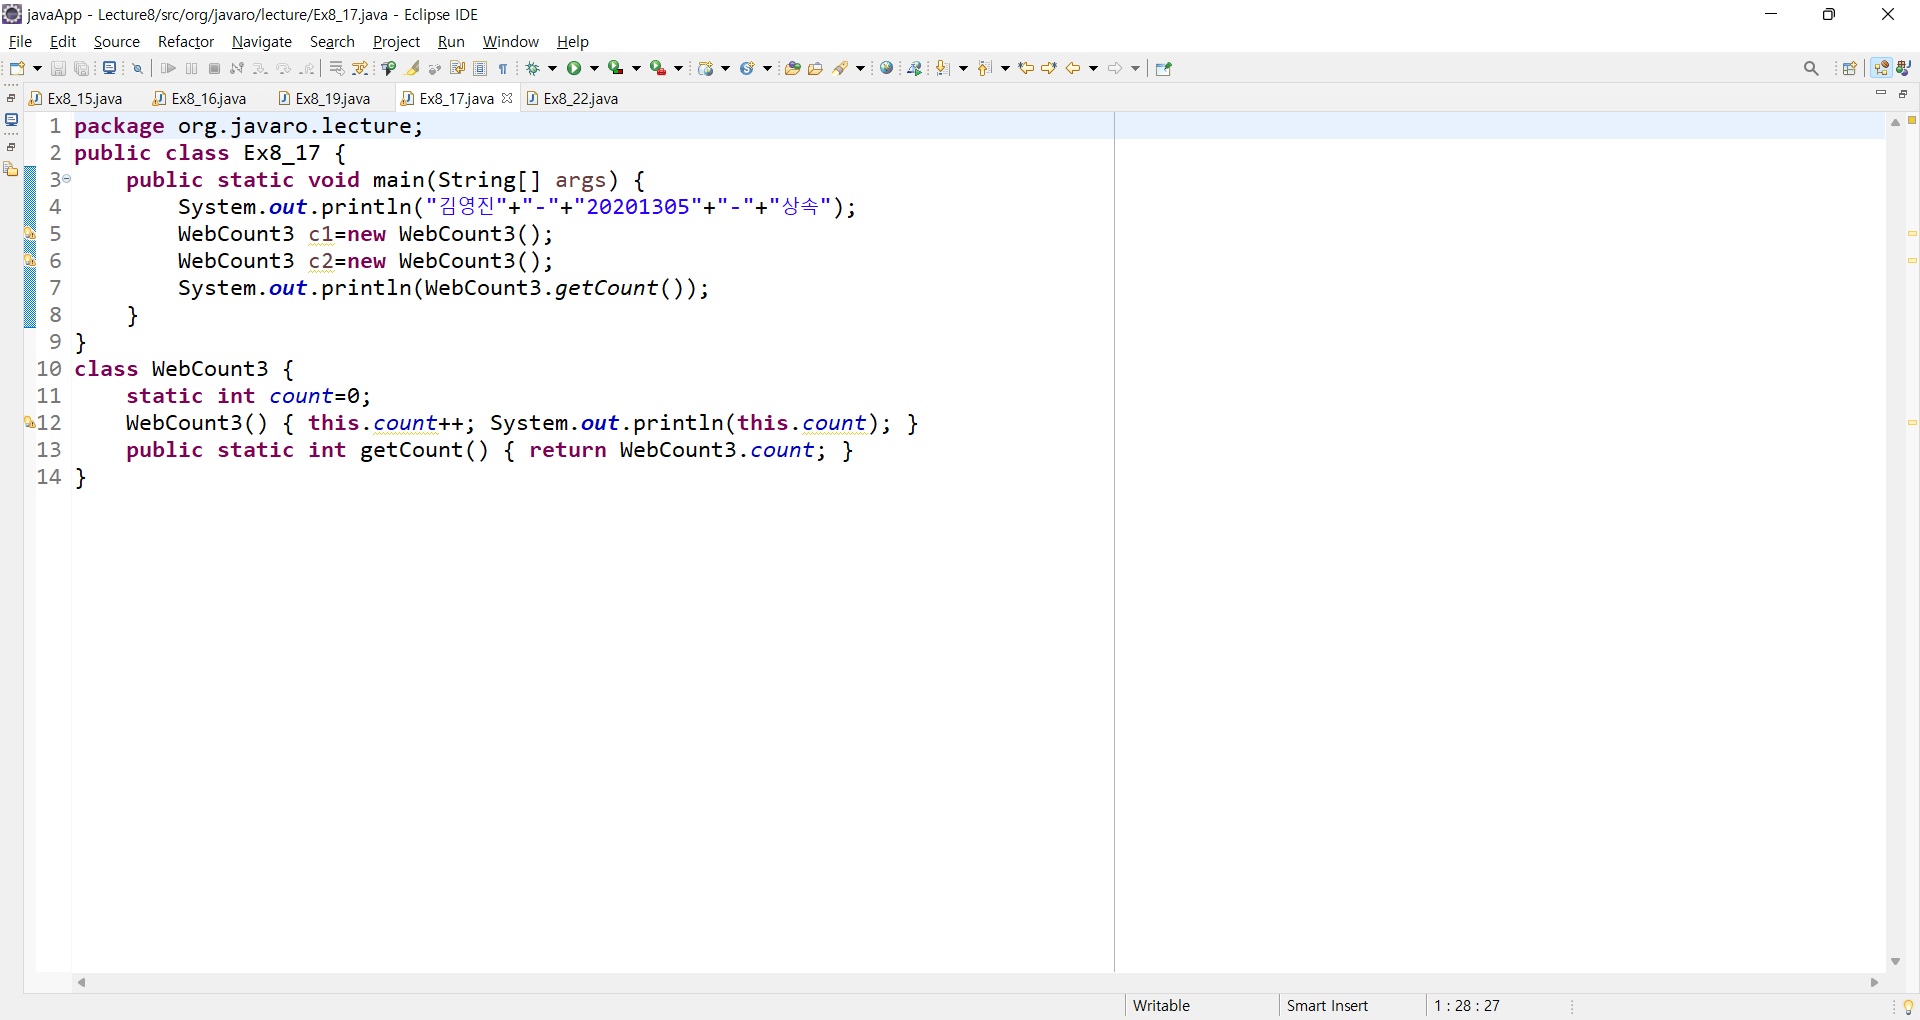 javaApp - Lecture8/src/org/javaro/lecture/Ex8_17.java - Eclipse IDE
File Edit Source Refactor Navigate Search Project Run Window Help
Ex8_15.java Ex8_16.java Ex8_19.java Ex8_17.java Ex8_22.java
1 package org.javaro.lecture;
2 public class Ex8_17 {
3 public static void main(String[] args) {
4 System.out.println("김영진"+"-"+"20201305"+"-"+"상속");
5 WebCount3 c1=new WebCount3();
6 WebCount3 c2=new WebCount3();
7 System.out.println(WebCount3.getCount());
8 }
9 }
10 class WebCount3 {
11 static int count=0;
12 WebCount3() { this.count++; System.out.println(this.count); }
13 public static int getCount() { return WebCount3.count; }
14 }
Writable Smart Insert 1 : 28 : 27